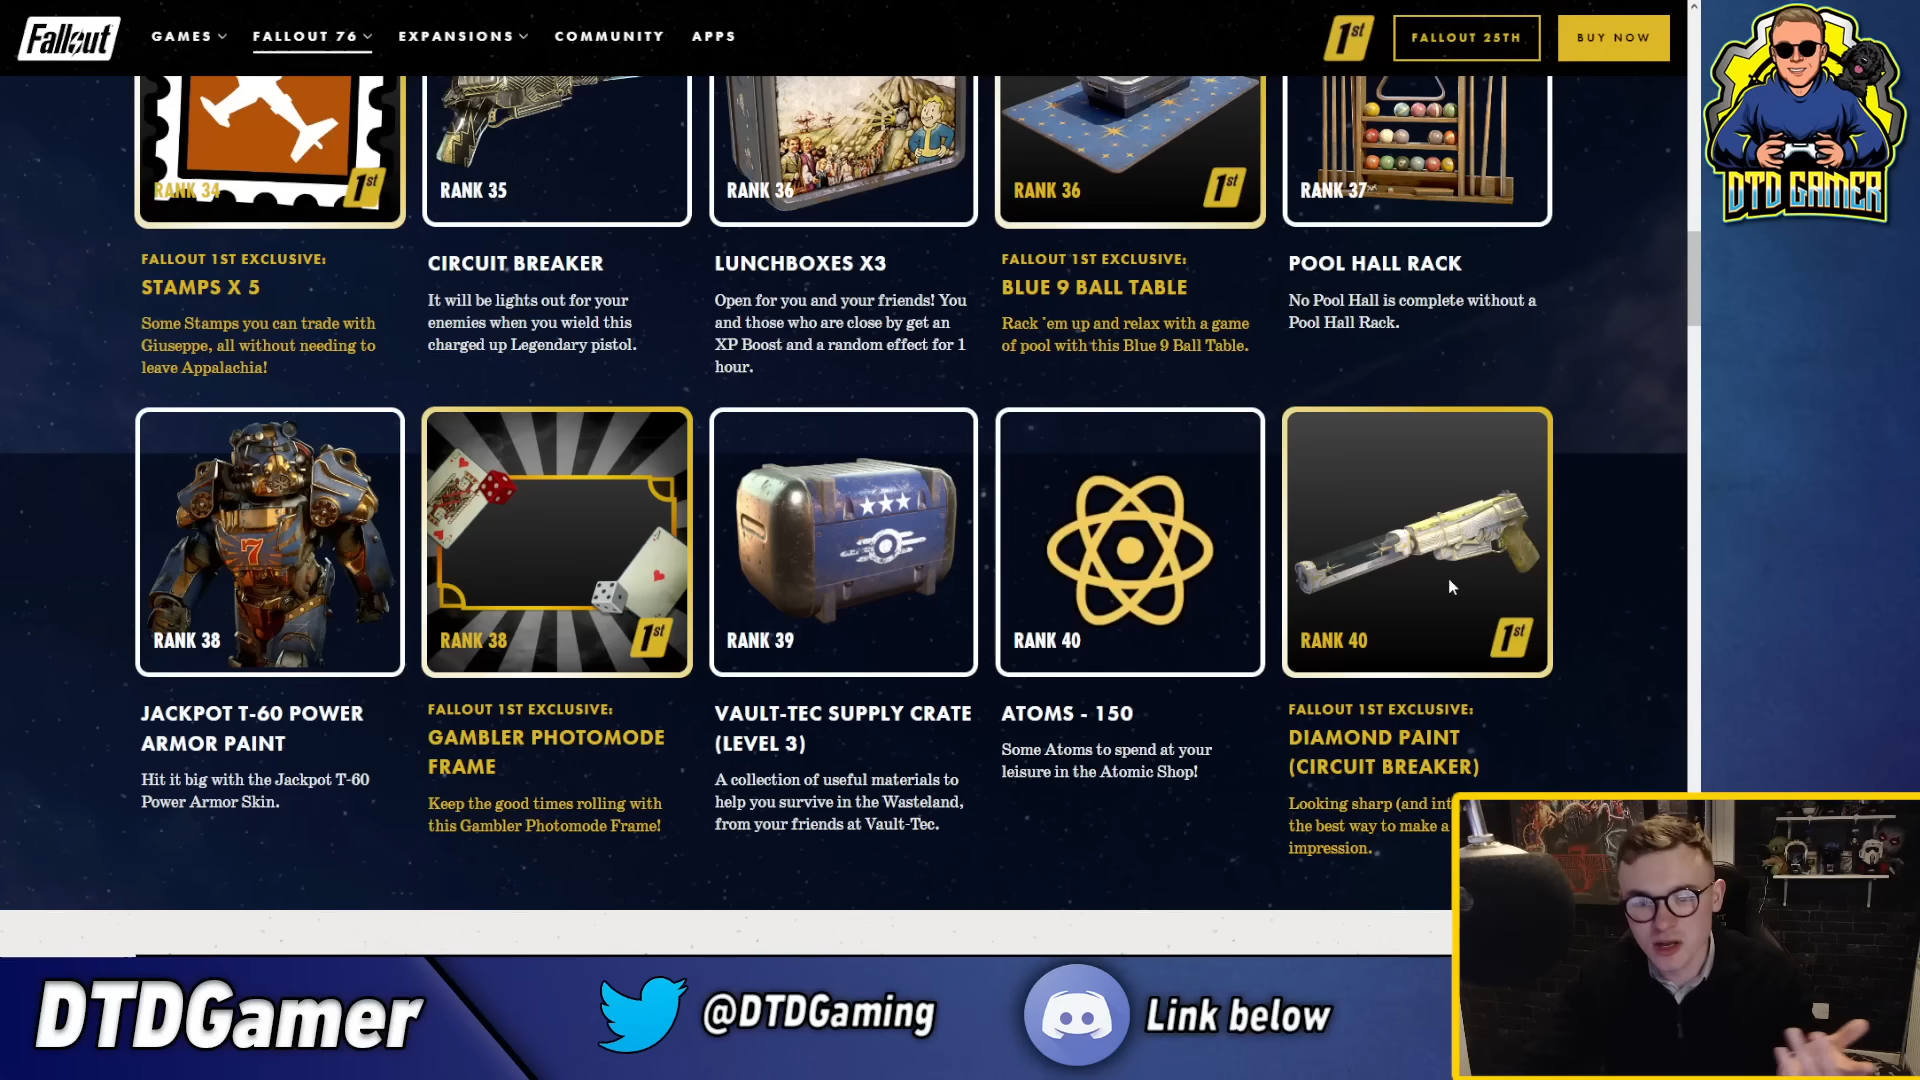 Fallout
GAMES
FALLOUT 76
EXPANSIONS
COMMUNITY
APPS
1st
FALLOUT 25TH
BUY NOW
DTD GAMER
RANK 34
1st
RANK 35
RANK 36
RANK 36
1st
RANK 37
FALLOUT 1ST EXCLUSIVE:
STAMPS X 5
Some Stamps you can trade with
Giuseppe, all without needing to
leave Appalachia!
CIRCUIT BREAKER
It will be lights out for your
enemies when you wield this
charged up Legendary pistol.
LUNCHBOXES X3
Open for you and your friends! You
and those who are close by get an
XP Boost and a random effect for 1
hour.
FALLOUT 1ST EXCLUSIVE:
BLUE 9 BALL TABLE
Rack 'em up and relax with a game
of pool with this Blue 9 Ball Table.
POOL HALL RACK
No Pool Hall is complete without a
Pool Hall Rack.
7
RANK 38
RANK 38
1st
RANK 39
RANK 40
RANK 40
1st
JACKPOT T-60 POWER
ARMOR PAINT
Hit it big with the Jackpot T-60
Power Armor Skin.
FALLOUT 1ST EXCLUSIVE:
GAMBLER PHOTOMODE
FRAME
Keep the good times rolling with
this Gambler Photomode Frame!
VAULT-TEC SUPPLY CRATE
(LEVEL 3)
A collection of useful materials to
help you survive in the Wasteland,
from your friends at Vault-Tec.
ATOMS - 150
Some Atoms to spend at your
leisure in the Atomic Shop!
FALLOUT 1ST EXCLUSIVE:
DIAMOND PAINT
(CIRCUIT BREAKER)
Looking sharp (and int
the best way to make a
impression.
DTDGamer
@DTDGaming
Link below